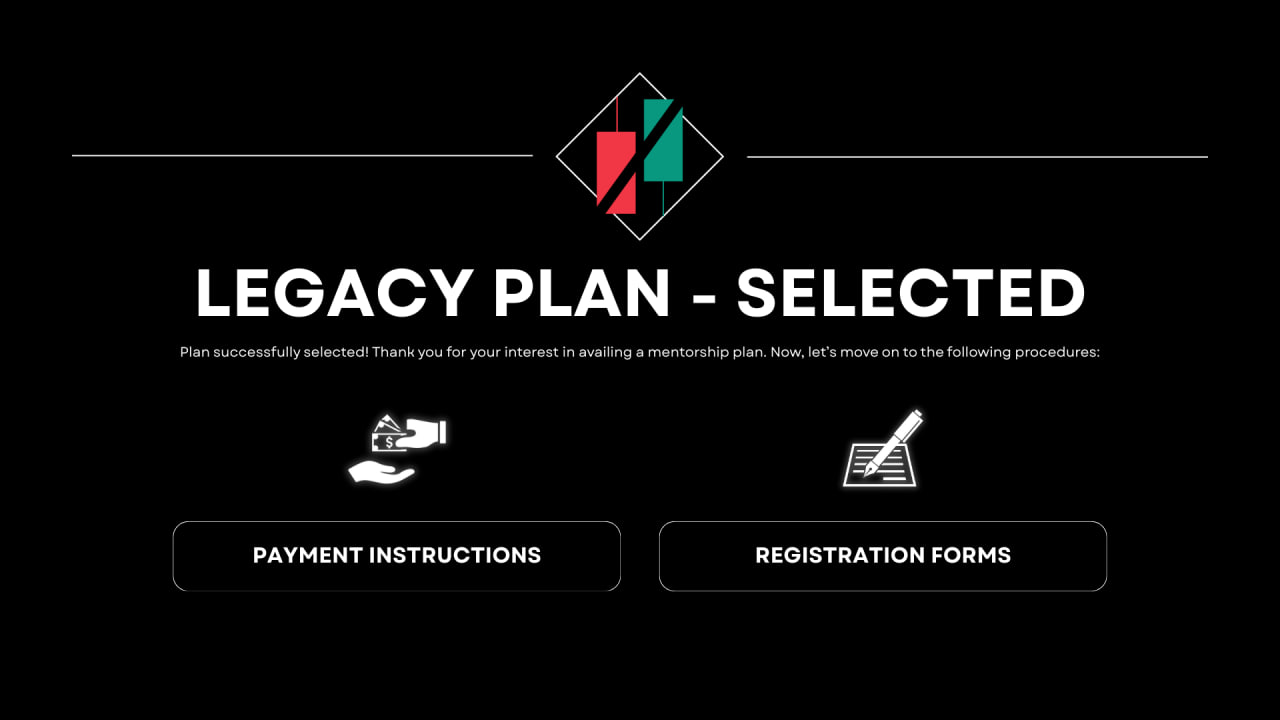 LEGACY PLAN - SELECTED
Plan successfully selected! Thank you for your interest in availing a mentorship plan. Now, let's move on to the following procedures:
$
PAYMENT INSTRUCTIONS
REGISTRATION FORMS